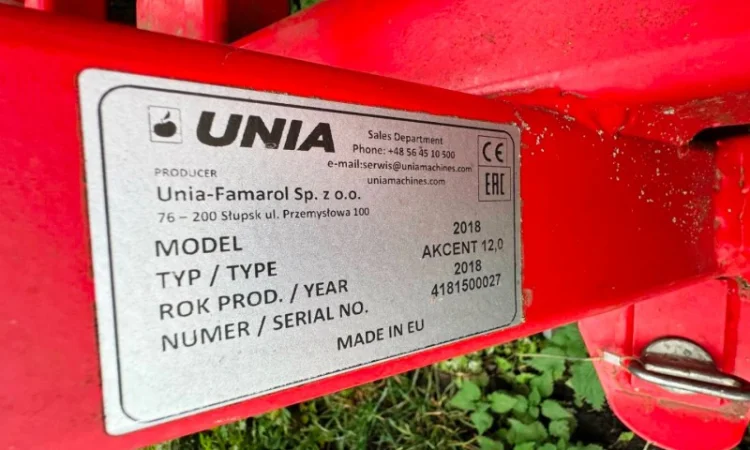 UNIA
Sales Department
Phone: +48 56 45 10 500
e-mail:serwis@uniamachines.com
uniamachines.com
CE
EAC
PRODUCER
Unia-Famarol Sp. z o.o.
76 – 200 Słupsk ul. Przemysłowa 100
MODEL 2018
TYP / TYPE AKCENT 12,0
ROK PROD. / YEAR 2018
NUMER / SERIAL NO. 4181500027
MADE IN EU